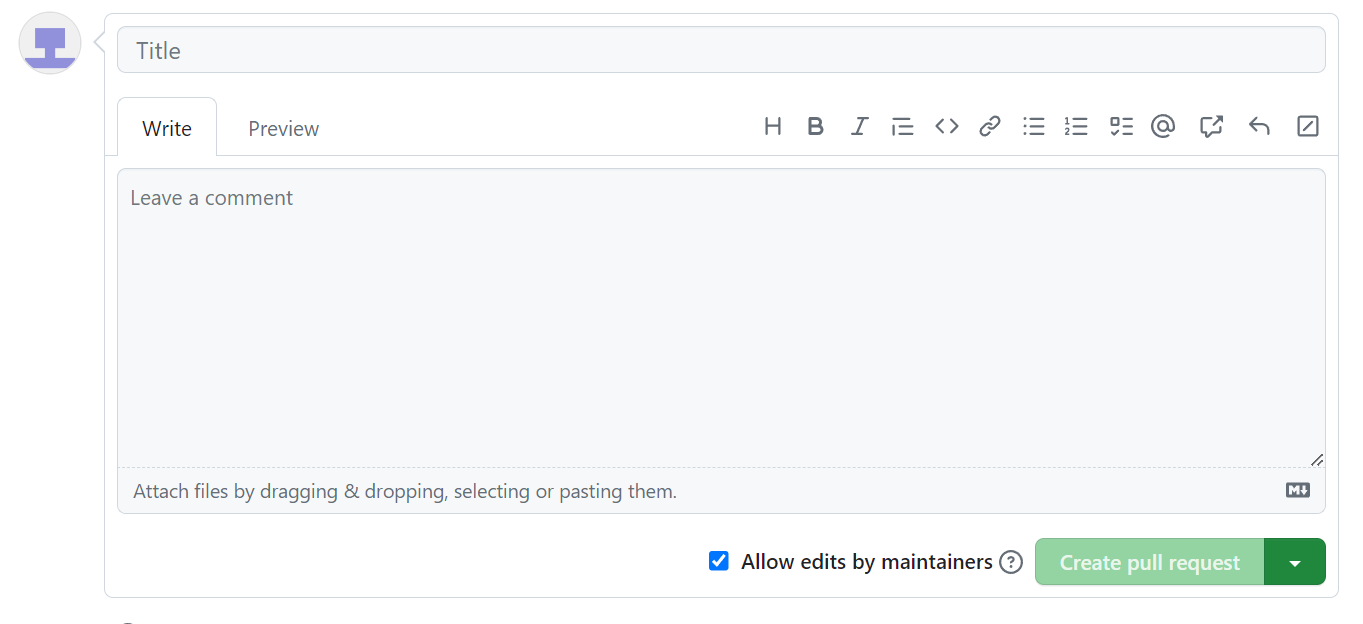 Title
Write Preview
Leave a comment
Attach files by dragging & dropping, selecting or pasting them.
Allow edits by maintainers Create pull request